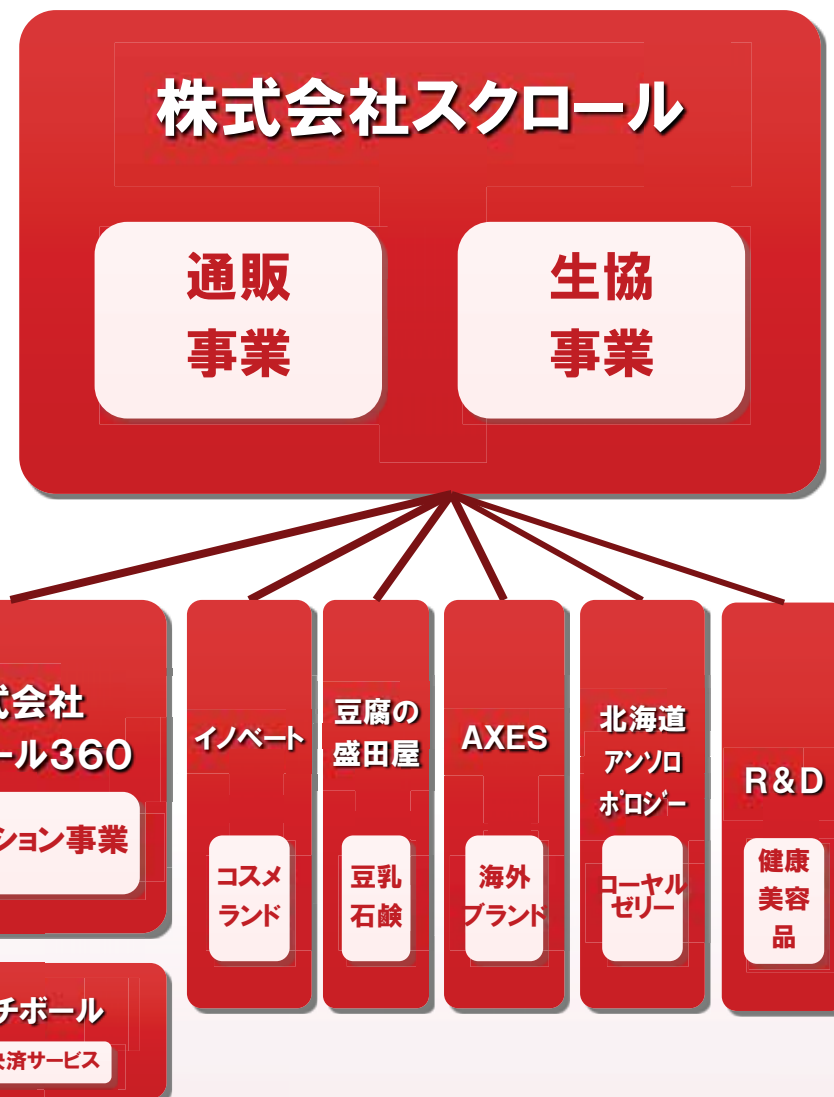 株式会社スクロール
通販
事業
生協
事業
式会社
ール360
ション事業
イノベート
コスメ
ランド
豆腐の
盛田屋
豆乳
石鹸
AXES
海外
ブランド
北海道
アンソロ
ポロジー
ローヤル
ゼリー
R&D
健康
美容
品
チボール
済サービス